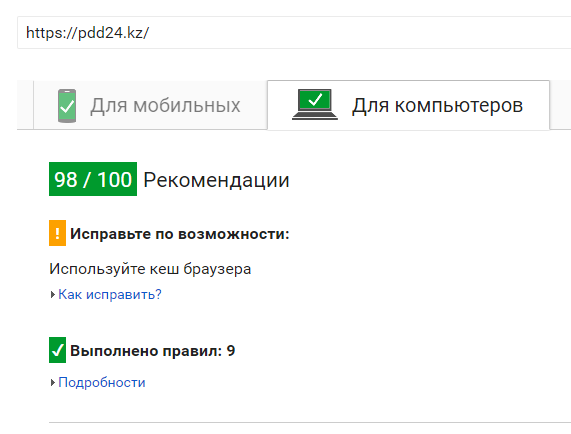 https://pdd24.kz/
Для мобильных
Для компьютеров
98 / 100 Рекомендации
! Исправьте по возможности:
Используйте кеш браузера
Как исправить?
Выполнено правил: 9
Подробности